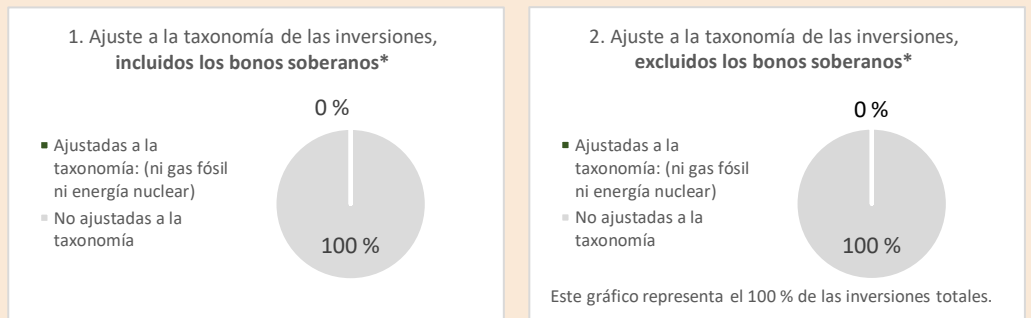 1. Ajuste a la taxonomía de las inversiones,
incluidos los bonos soberanos*
0 %
Ajustadas a la
taxonomía: (ni gas fósil
ni energía nuclear)
No ajustadas a la
taxonomía
100 %
2. Ajuste a la taxonomía de las inversiones,
excluidos los bonos soberanos*
0 %
Ajustadas a la
taxonomía: (ni gas fósil
ni energía nuclear)
No ajustadas a la
taxonomía
100 %
Este gráfico representa el 100 % de las inversiones totales.